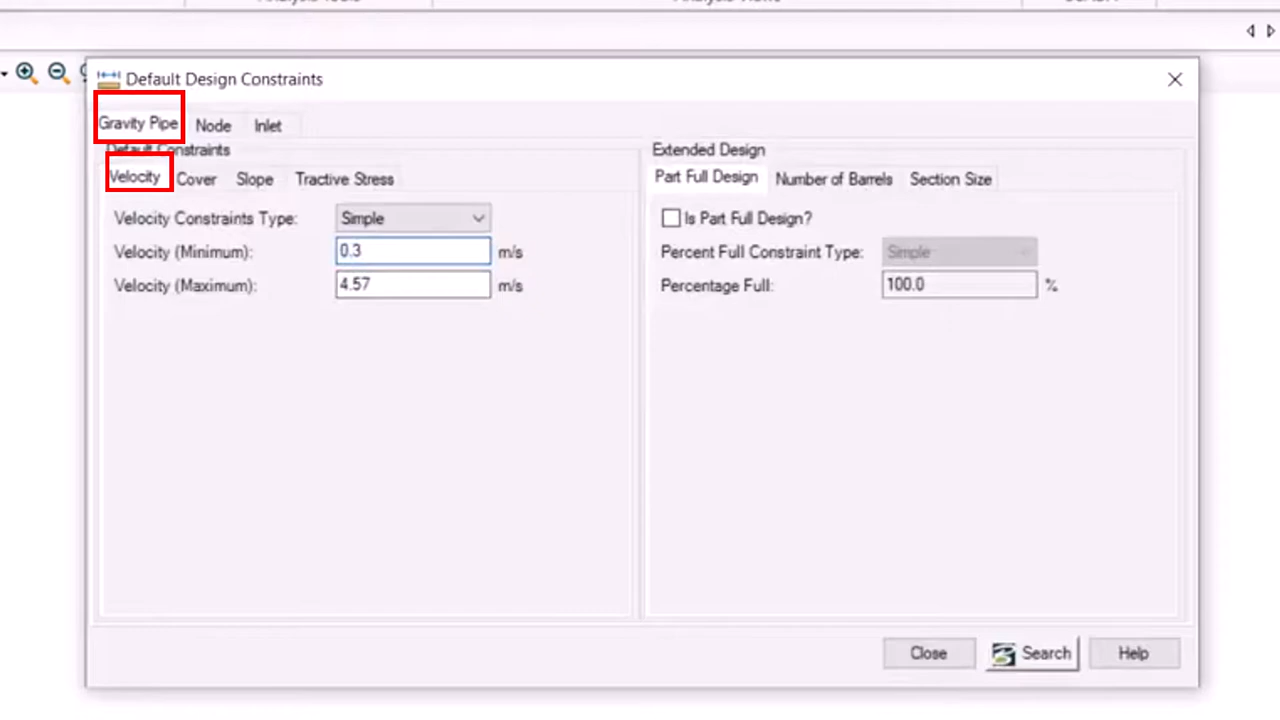 Default Design Constraints
Gravity Pipe Node Inlet
Default Constraints
Velocity Cover Slope Tractive Stress
Velocity Constraints Type: Simple
Velocity (Minimum): 0.3 m/s
Velocity (Maximum): 4.57 m/s
Extended Design
Part Full Design Number of Barrels Section Size
Is Part Full Design?
Percent Full Constraint Type: Simple
Percentage Full: 100.0 %
Close Search Help